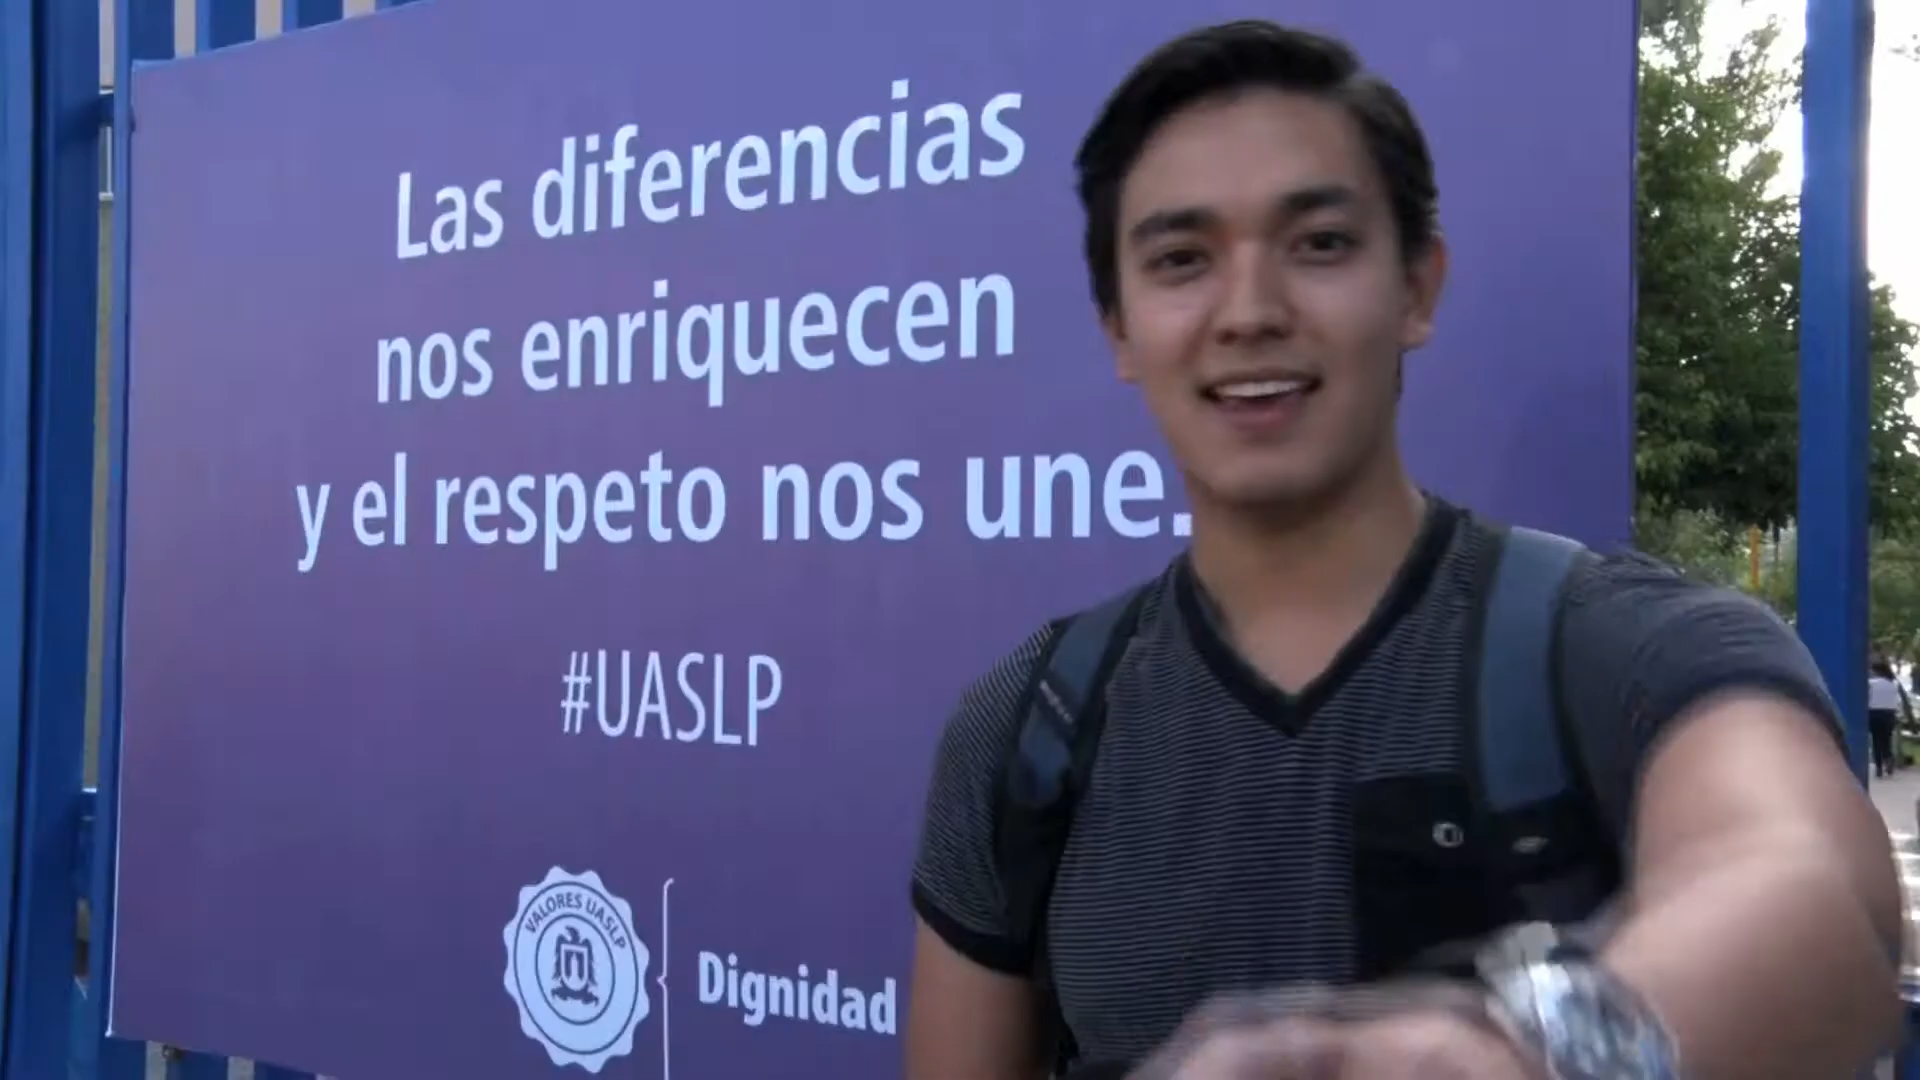 Las diferencias
nos enriquecen
y el respeto nos une.
#UASLP
VALORES UASLP
Dignidad